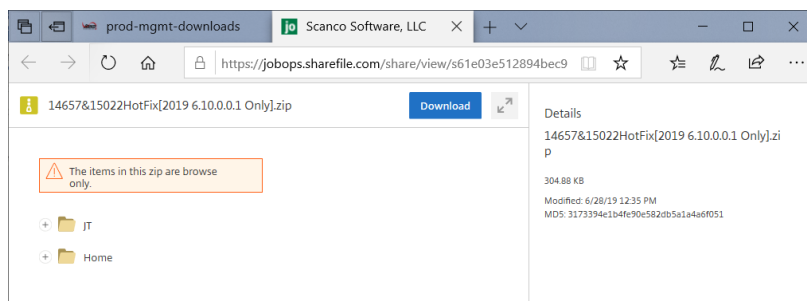 prod-mgmt-downloads
jo Scanco Software, LLC
https://jobops.sharefile.com/share/view/s61e03e512894bec9
14657&15022HotFix[2019 6.10.0.0.1 Only].zip
Download
The items in this zip are browse
only.
JT
Home
Details
14657&15022HotFix[2019 6.10.0.0.1 Only].zi
p
304.88 KB
Modified: 6/28/19 12:35 PM
MD5: 3173394e1b4fe90e582db5a1a4a6f051